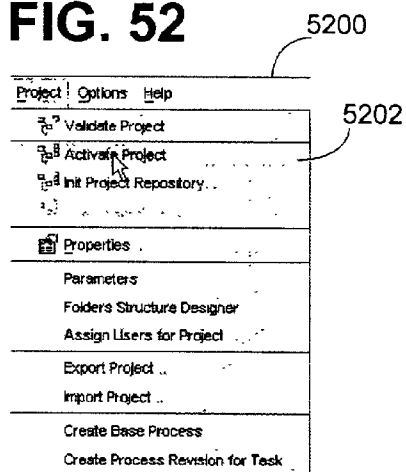 FIG. 52
5200
Project Options Help
5202
Validate Project
Activate Project
Init Project Repository..
Properties .
Parameters
Folders Structure Designer
Assign Users for Project
Export Project ..
Import Project ..
Create Base Process
Create Process Revision for Task